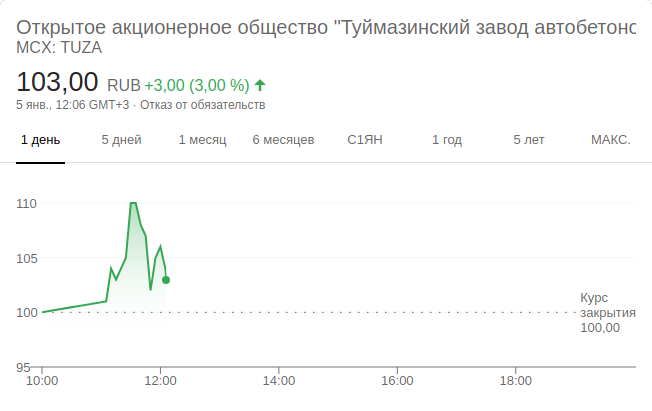 Открытое акционерное общество "Туймазинский завод автобетоно
MCX: TUZA
103,00 RUB +3,00 (3,00 %)
5 янв., 12:06 GMT+3 · Отказ от обязательств
1 день 5 дней 1 месяц 6 месяцев С1ЯН 1 год 5 лет МАКС.
110
105
100
Курс
закрытия
100,00
95
10:00 12:00 14:00 16:00 18:00